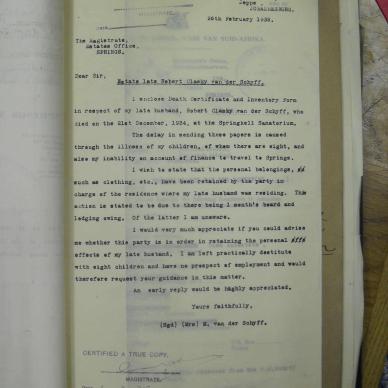 Jeppe
JOHANNESBURG.
MAGISTRATE.
25th February 1935.
The Magistrate,
Estates Office,
SPRINGS.
Dear Sir,
Estate late Robert Clasky van der Schyff.
I enclose Death Certificate and Inventory Form
in respect of my late husband, Robert Clasky van der Schyff, who
died on the 21st December, 1934, at the Springkell Sanatorium.
The delay in sending these papers is caused
through the illness of my children, of whom there are eight, and
also my inability on account of finance to travel to Springs.
I wish to state that the personal belongings,
such as clothing, etc., have been retained by the party in
charge of the residence where my late husband was residing. This
action is stated to be due to there being 1 month's board and
lodging owing. Of the latter I am unaware.
I would very much appreciate if you could advise
me whether this party is in order in retaining the personal
effects of my late husband. I am left practically destitute
with eight children and have no prospect of employment and would
therefore request your guidance in this matter.
An early reply would be highly appreciated.
Yours faithfully,
(Sgd) (Mrs) M. van der Schyff.
CERTIFIED A TRUE COPY.
MAGISTRATE.